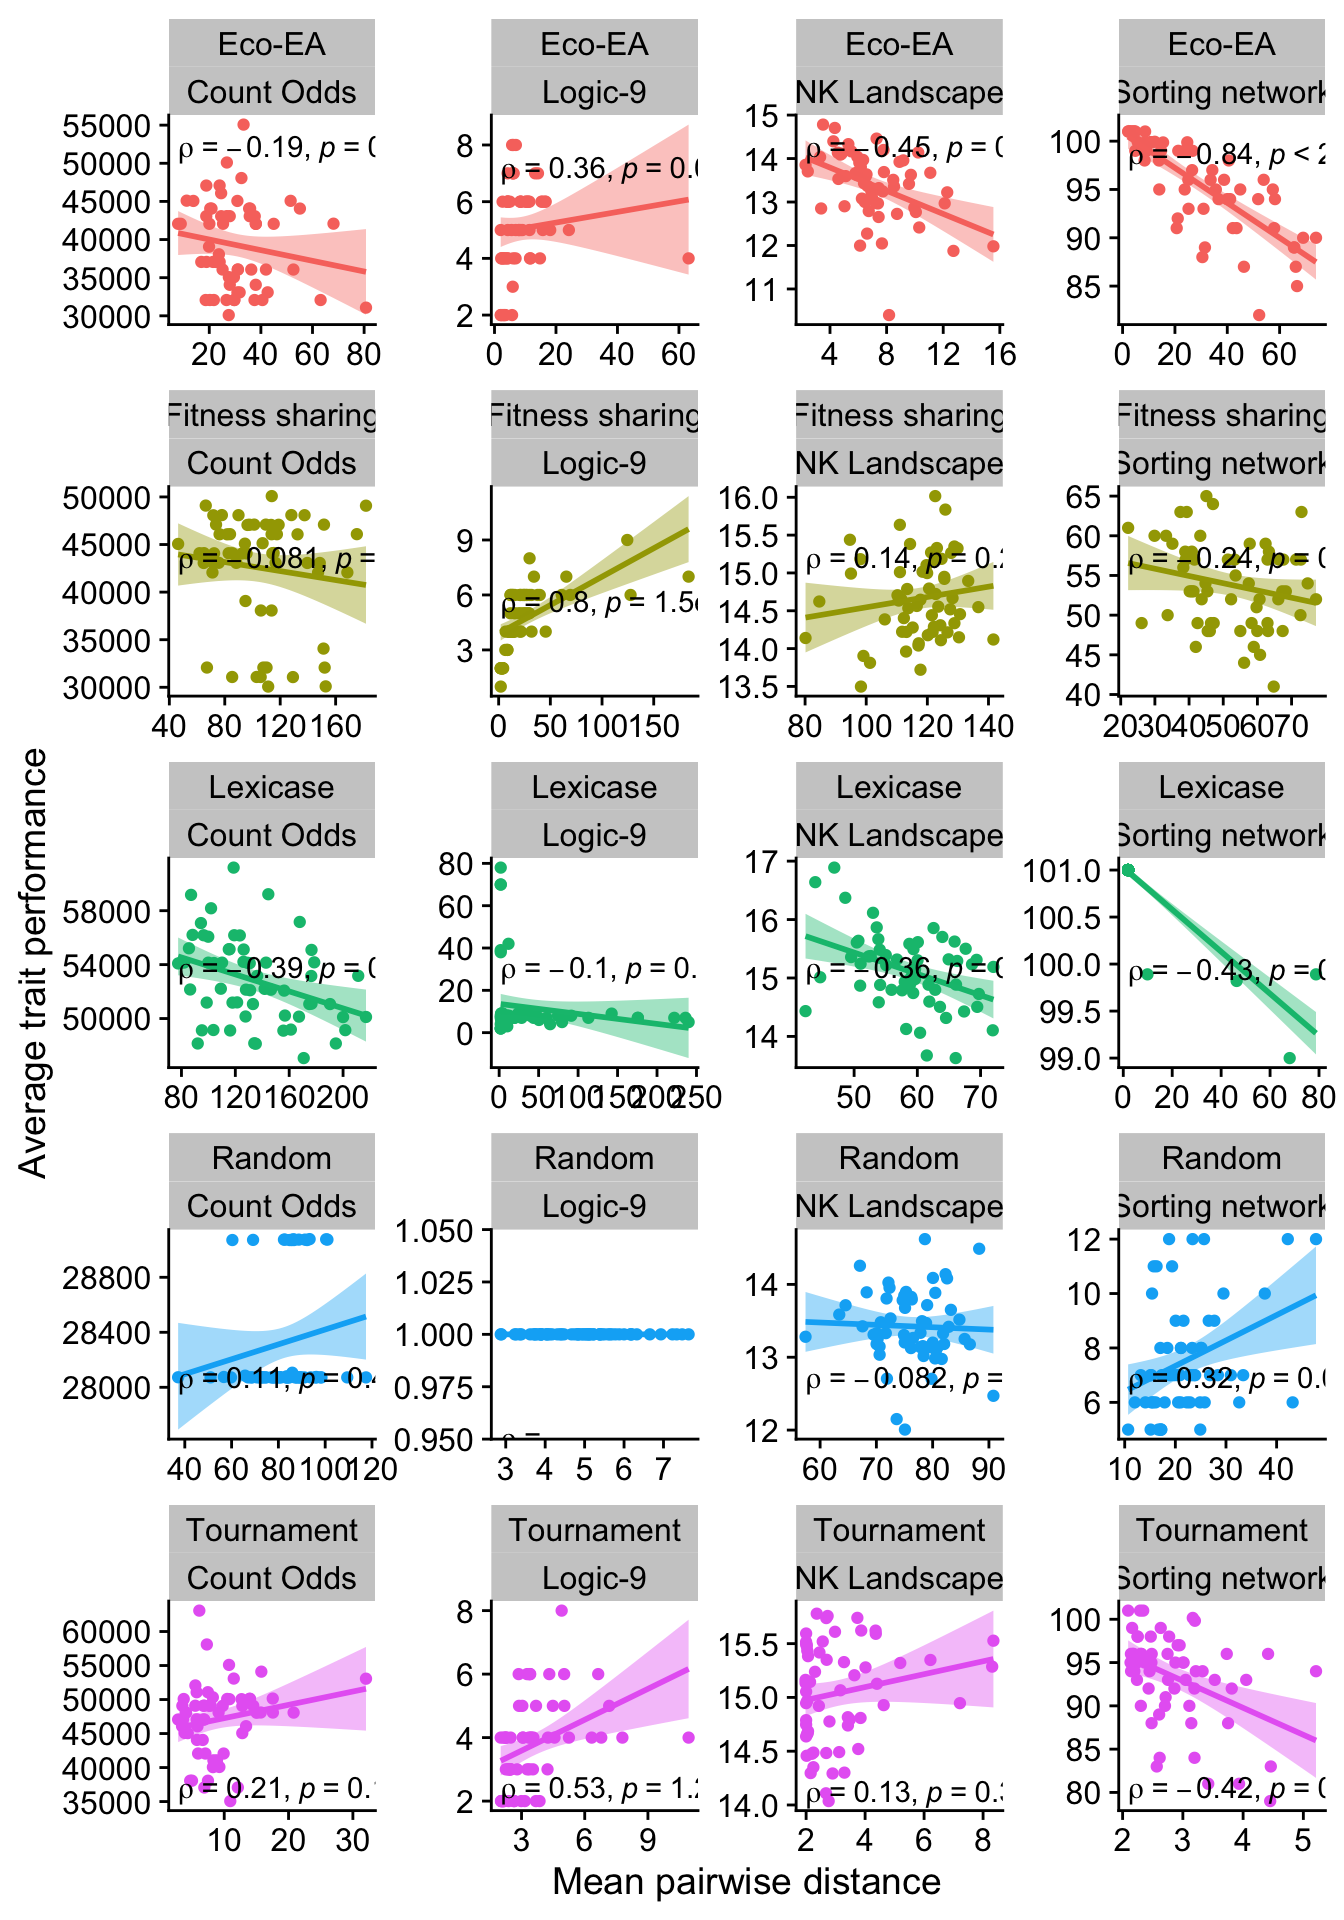 Eco-EA Eco-EA Eco-EA Eco-EA
Count Odds Logic-9 NK Landscape Sorting network
55000 50000 45000 40000 35000 30000
ρ = −0.19, p = 0
20 40 60 80
8 6 4 2
ρ = 0.36, p = 0.0
0 20 40 60
15 14 13 12 11
ρ = −0.45, p = 0
4 8 12 16
100 95 90 85
ρ = −0.84, p < 2
0 20 40 60
Fitness sharing Fitness sharing Fitness sharing Fitness sharing
Count Odds Logic-9 NK Landscape Sorting network
50000 45000 40000 35000 30000
ρ = −0.081, p =
40 80 120 160
9 6 3
ρ = 0.8, p = 1.5e
0 50 100 150
16.0 15.5 15.0 14.5 14.0 13.5
ρ = 0.14, p = 0.2
80 100 120 140
65 60 55 50 45 40
ρ = −0.24, p = 0
20 30 40 50 60 70
Average trait performance
Lexicase Lexicase Lexicase Lexicase
Count Odds Logic-9 NK Landscape Sorting network
58000 54000 50000
ρ = −0.39, p = 0
80 120 160 200
80 60 40 20 0
ρ = −0.1, p = 0.
0 50 100 150 200 250
17 16 15 14
ρ = −0.36, p = 0
50 60 70
101.0 100.5 100.0 99.5 99.0
ρ = −0.43, p = 0
0 20 40 60 80
Random Random Random Random
Count Odds Logic-9 NK Landscape Sorting network
28800 28400 28000
ρ = 0.11, p = 0.4
40 60 80 100 120
1.050 1.025 1.000 0.975 0.950
ρ =
3 4 5 6 7
14 13 12
ρ = −0.082, p =
60 70 80 90
12 10 8 6
ρ = 0.32, p = 0.0
10 20 30 40
Tournament Tournament Tournament Tournament
Count Odds Logic-9 NK Landscape Sorting network
60000 55000 50000 45000 40000 35000
ρ = 0.21, p = 0.
10 20 30
8 6 4 2
ρ = 0.53, p = 1.2
3 6 9
15.5 15.0 14.5 14.0
ρ = 0.13, p = 0.3
2 4 6 8
100 95 90 85 80
ρ = −0.42, p = 0
2 3 4 5
Mean pairwise distance